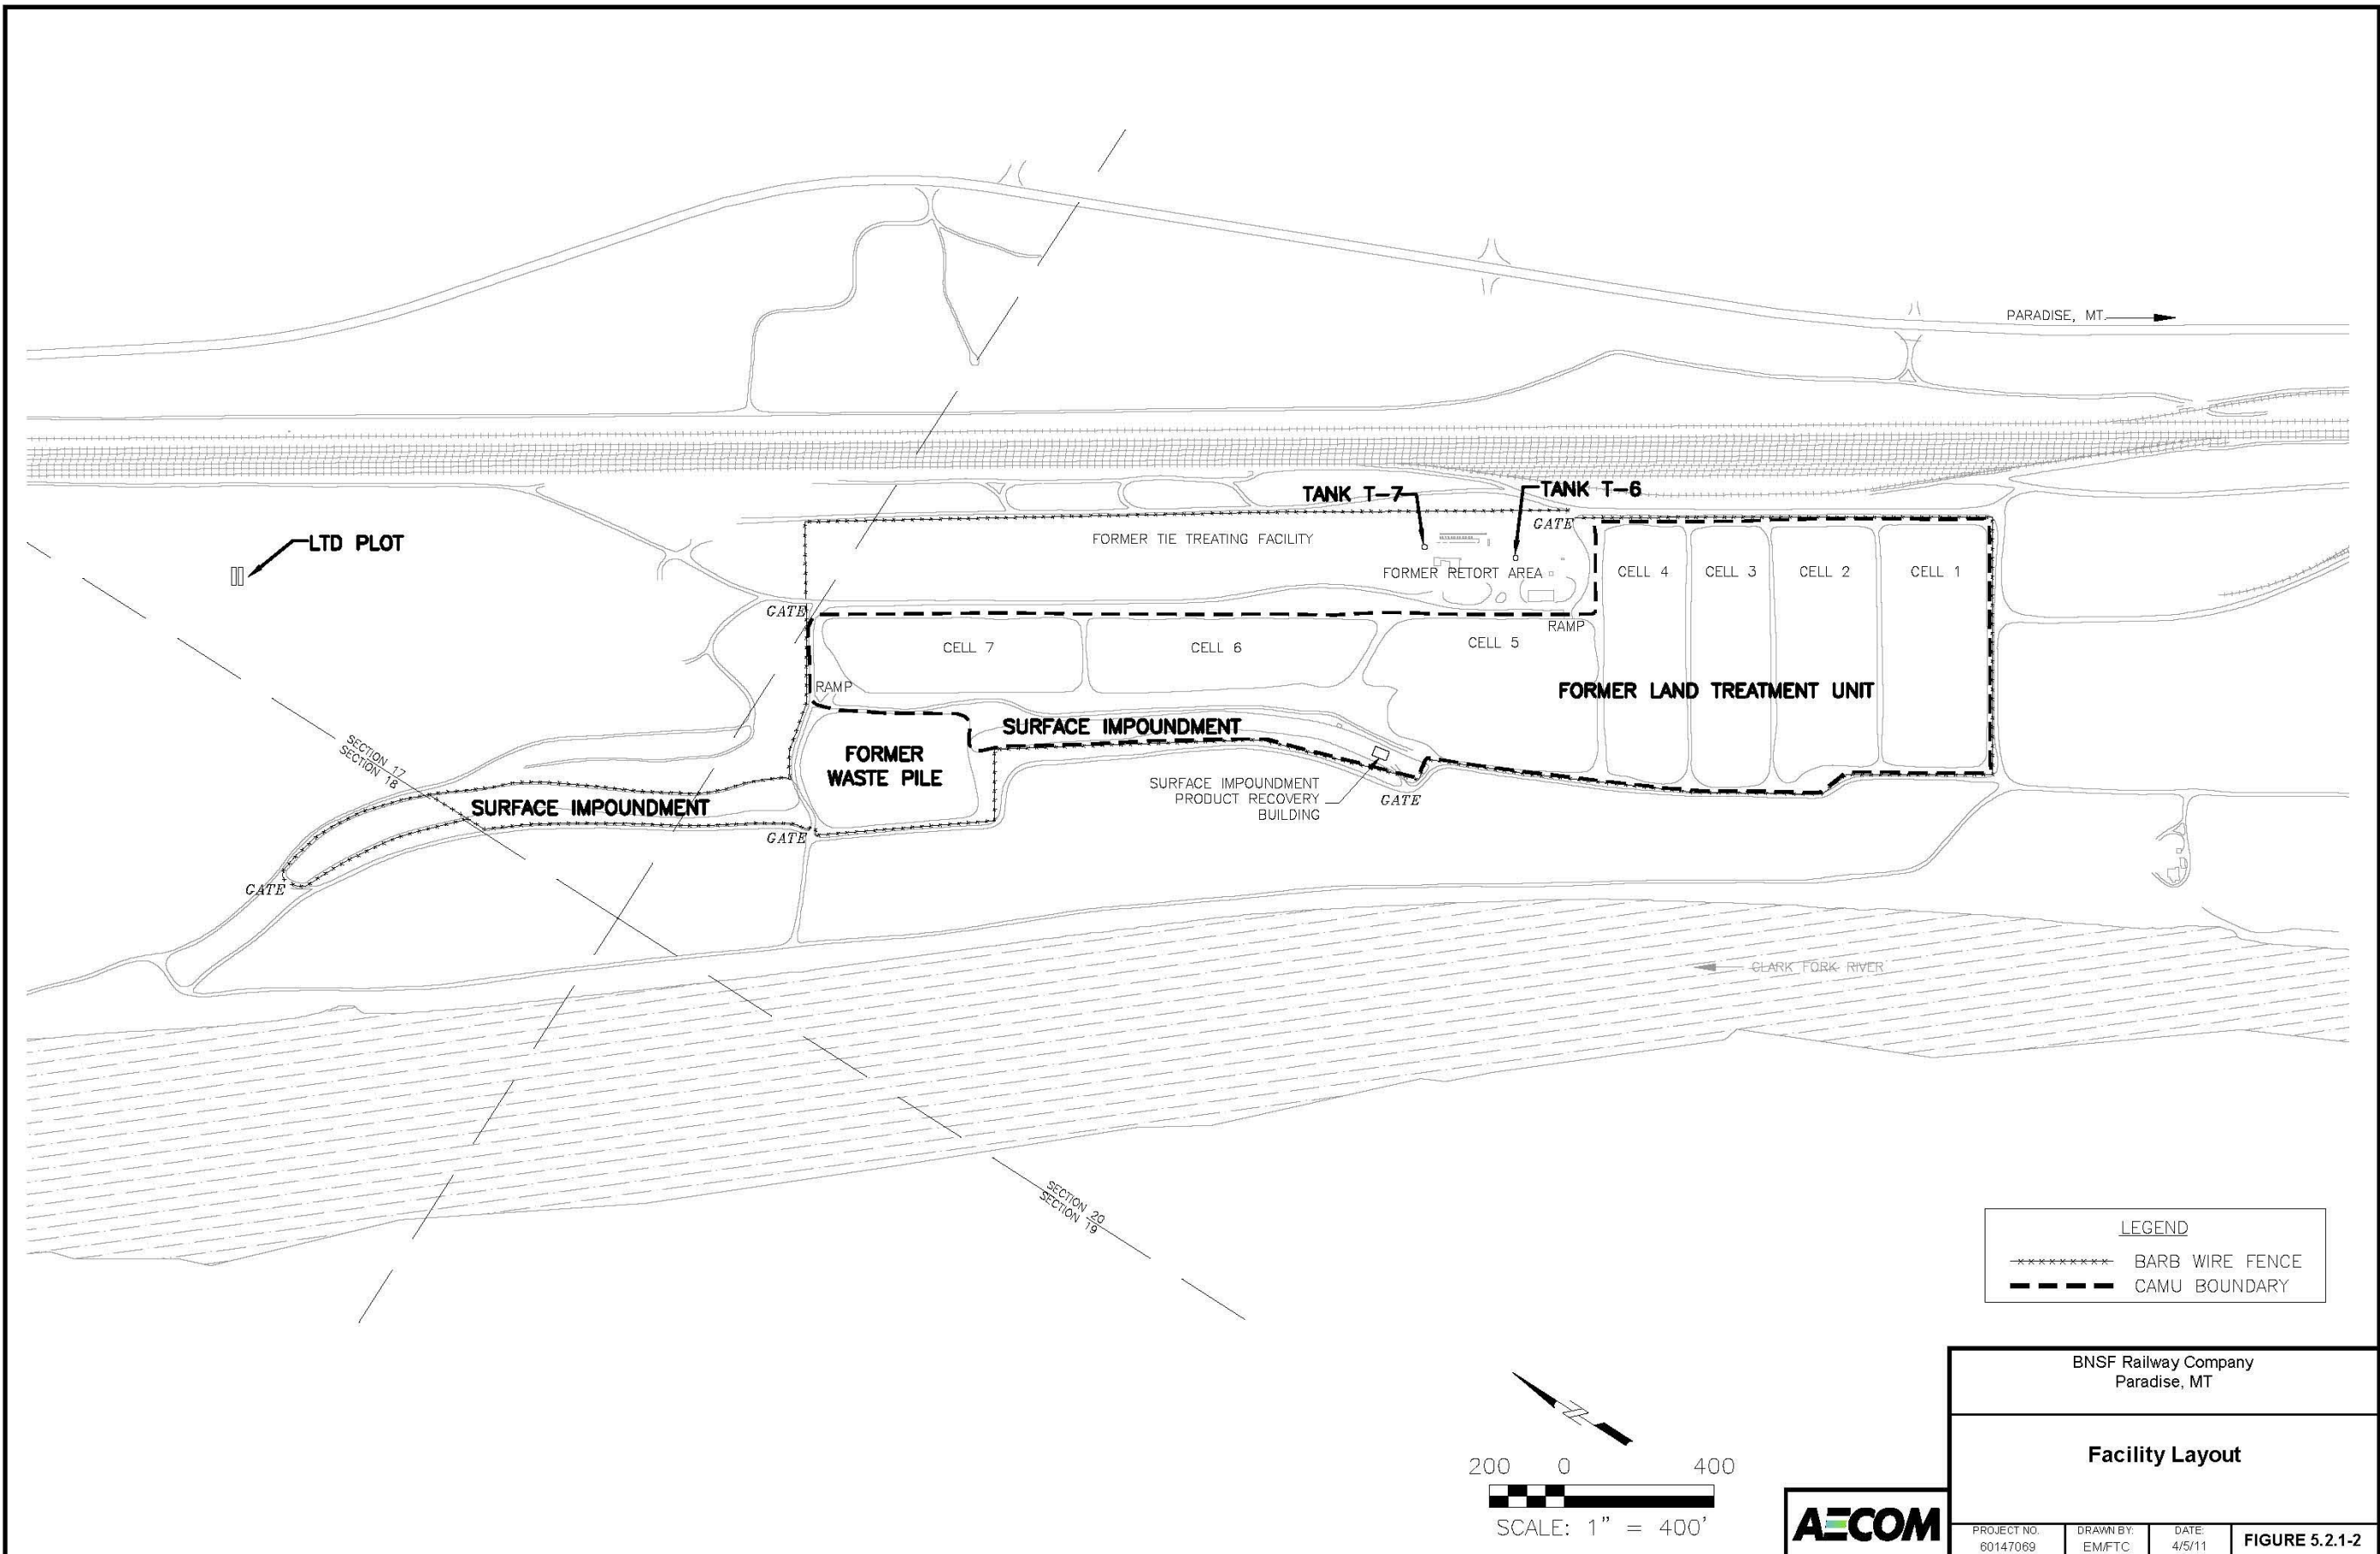 PARADISE, MT.
TANK T-7
TANK T-6
GATE
LTD PLOT
FORMER TIE TREATING FACILITY
FORMER RETORT AREA
CELL 4
CELL 3
CELL 2
CELL 1
GATE
RAMP
CELL 7
CELL 6
CELL 5
RAMP
FORMER LAND TREATMENT UNIT
SURFACE IMPOUNDMENT
SECTION 17
SECTION 18
FORMER
WASTE PILE
SURFACE IMPOUNDMENT
PRODUCT RECOVERY
BUILDING
GATE
SURFACE IMPOUNDMENT
GATE
GATE
CLARK FORK RIVER
SECTION 20
SECTION 19
LEGEND
BARB WIRE FENCE
CAMU BOUNDARY
N
200 0 400
SCALE: 1" = 400'
AECOM
BNSF Railway Company
Paradise, MT
Facility Layout
PROJECT NO.
60147069
DRAWN BY:
EM/FTC
DATE:
4/5/11
FIGURE 5.2.1-2